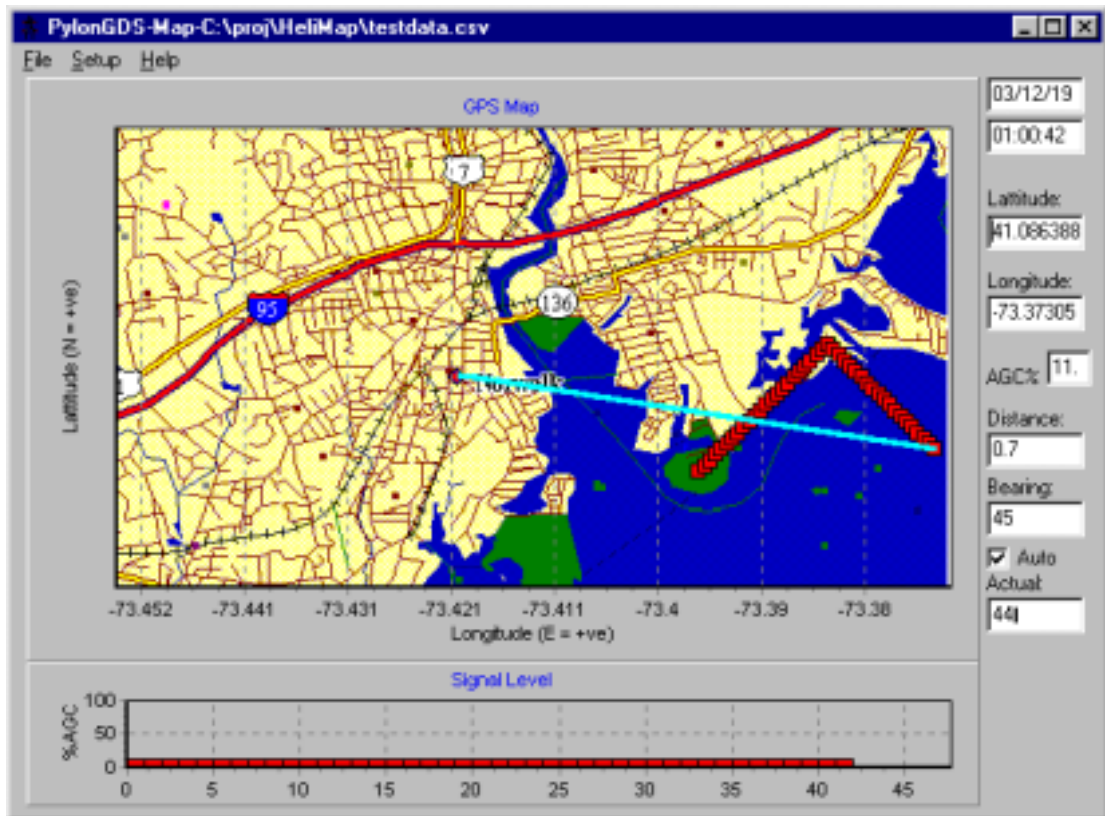 PylonGDS-Map-C:\proj\HeliMap\testdata.csv
File Setup Help
GPS Map
7
95
136
1
Norwalk
Lattitude (N = +ve)
-73.452 -73.441 -73.431 -73.421 -73.411 -73.4 -73.39 -73.38
Longitude (E = +ve)
03/12/19
01:00:42
Lattitude:
41.086388
Longitude:
-73.37305
AGC%
11.
Distance:
0.7
Bearing:
45
Auto
Actual:
44
Signal Level
%AGC
100
50
0
0 5 10 15 20 25 30 35 40 45